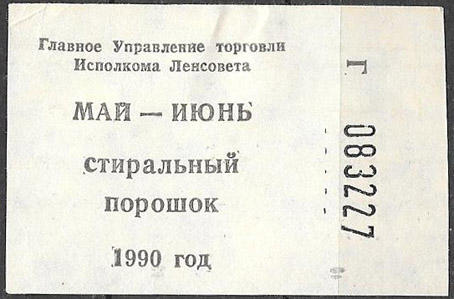 Главное Управление торговли
Исполкома Ленсовета
МАЙ — ИЮНЬ
стиральный
порошок
1990 год
Г 083227